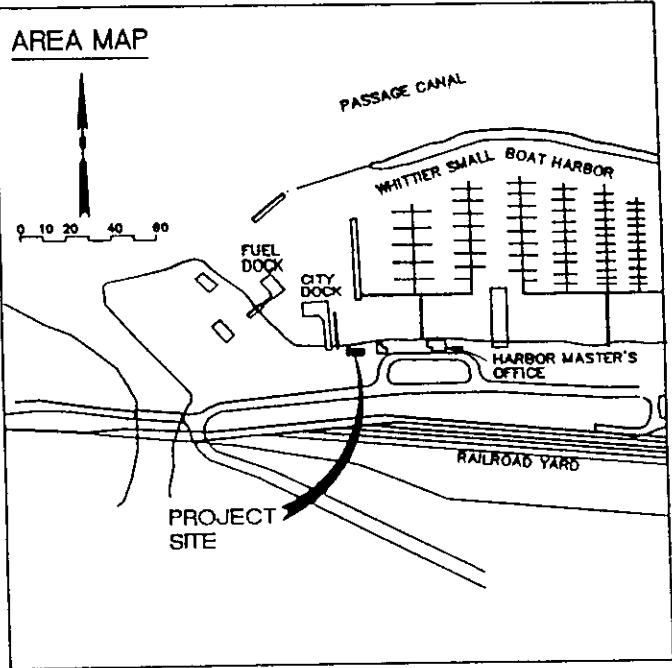 AREA MAP
PASSAGE CANAL
WHITTIER SMALL BOAT HARBOR
0 10 20 40 80
FUEL
DOCK
CITY
DOCK
HARBOR MASTER'S
OFFICE
RAILROAD YARD
PROJECT
SITE